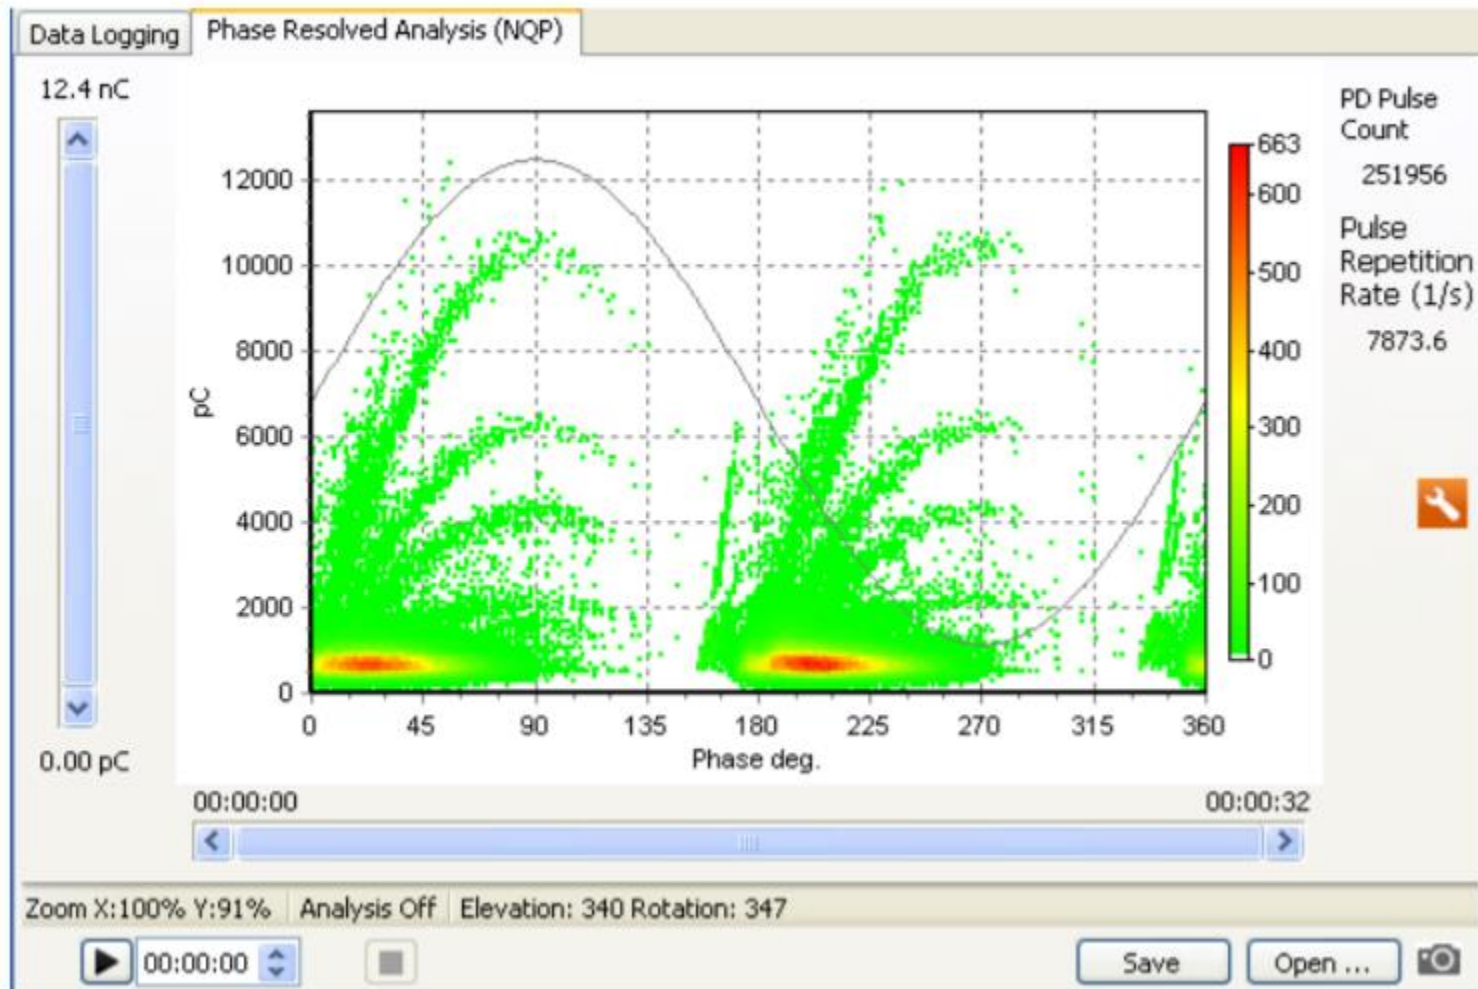 Data Logging
Phase Resolved Analysis (NQP)
12.4 nC
0.00 pC
pC
12000
10000
8000
6000
4000
2000
0
0 45 90 135 180 225 270 315 360
Phase deg.
663
600
500
400
300
200
100
0
PD Pulse
Count
251956
Pulse
Repetition
Rate (1/s)
7873.6
00:00:00
00:00:32
Zoom X:100% Y:91% Analysis Off Elevation: 340 Rotation: 347
00:00:00
Save
Open ...